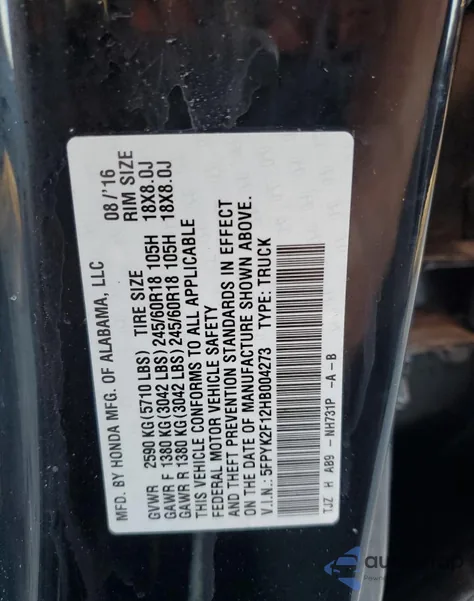 MFD. BY HONDA MFG. OF ALABAMA, LLC 08/'16
TIRE SIZE RIM SIZE
GVWR 2590 KG(5710 LBS)
GAWR F 1380 KG(3042 LBS) 245/60R18 105H 18X8.0J
GAWR R 1380 KG(3042 LBS) 245/60R18 105H 18X8.0J
THIS VEHICLE CONFORMS TO ALL APPLICABLE
FEDERAL MOTOR VEHICLE SAFETY
AND THEFT PREVENTION STANDARDS IN EFFECT
ON THE DATE OF MANUFACTURE SHOWN ABOVE.
V.I.N.: 5FPYK2F12HB004273 TYPE: TRUCK
TJZ H AB9 - NH731P -A -B